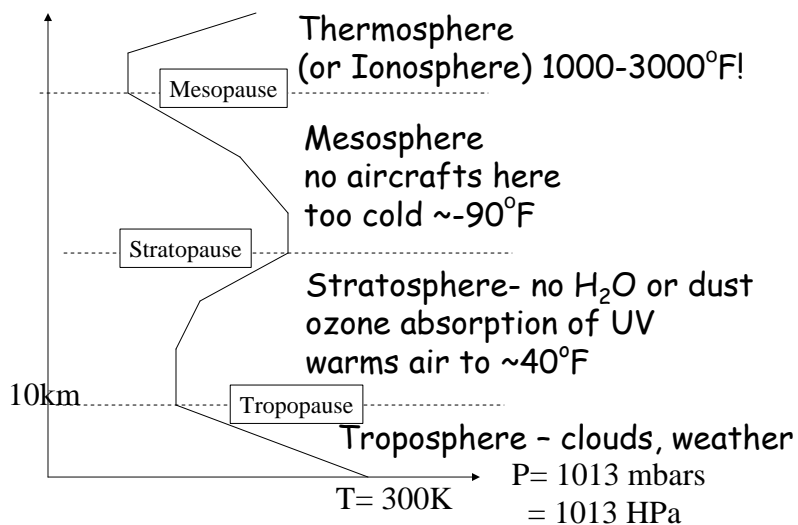 Thermosphere
(or Ionosphere) 1000-3000°F!
Mesopause
Mesosphere
no aircrafts here
too cold ~-90°F
Stratopause
Stratosphere- no H₂O or dust
ozone absorption of UV
warms air to ~40°F
10km
Tropopause
Troposphere – clouds, weather
T= 300K
P= 1013 mbars
= 1013 HPa